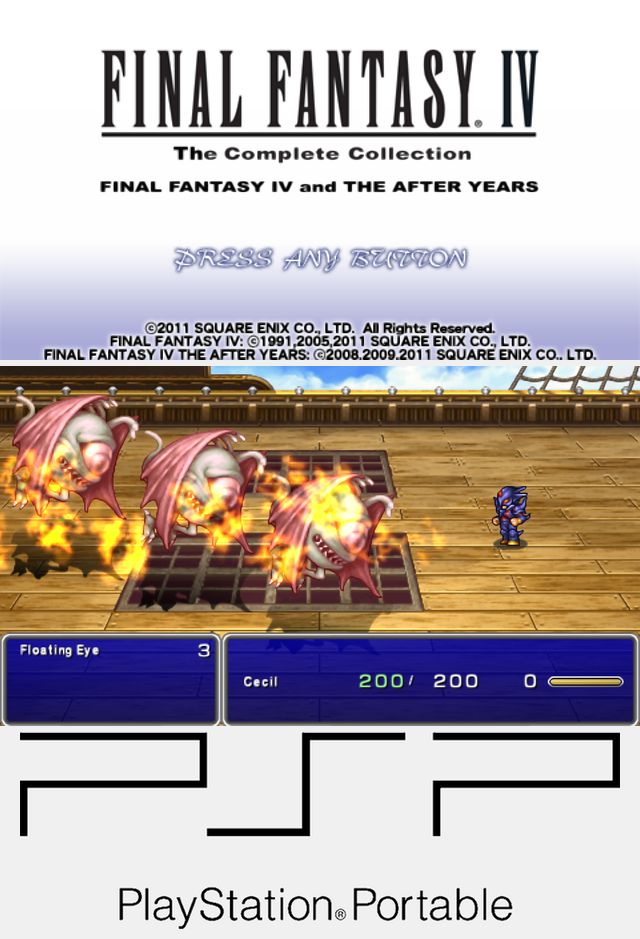 FINAL FANTASY® IV
The Complete Collection
FINAL FANTASY IV and THE AFTER YEARS
PRESS ANY BUTTON
©2011 SQUARE ENIX CO., LTD. All Rights Reserved.
FINAL FANTASY IV: ©1991,2005,2011 SQUARE ENIX CO., LTD.
FINAL FANTASY IV THE AFTER YEARS: ©2008.2009.2011 SQUARE ENIX CO.. LTD.
Floating Eye 3
Cecil 200/ 200 0
PSP
PlayStation®Portable